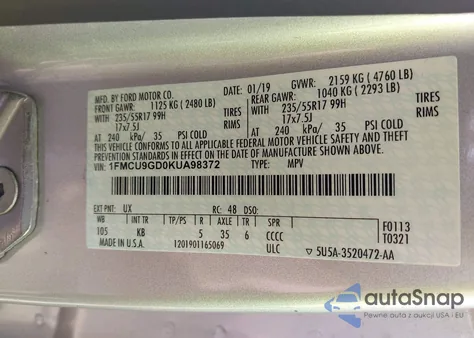 MFD. BY FORD MOTOR CO. DATE: 01/19 GVWR: 2159 KG (4760 LB)
FRONT GAWR: 1125 KG (2480 LB) REAR GAWR: 1040 KG (2293 LB)
WITH 235/55R17 99H TIRES WITH 235/55R17 99H TIRES
17x7.5J RIMS 17x7.5J RIMS
AT 240 kPa/ 35 PSI COLD AT 240 kPa/ 35 PSI COLD
THIS VEHICLE CONFORMS TO ALL APPLICABLE FEDERAL MOTOR VEHICLE SAFETY AND THEFT PREVENTION STANDARDS IN EFFECT ON THE DATE OF MANUFACTURE SHOWN ABOVE.
VIN: 1FMCU9GD0KUA98372 TYPE: MPV
EXT PNT: UX RC: 48 DSO: F0113
WB INT TR TP/PS R AXLE TR SPR T0321
105 KB 5 35 6 CCCC
MADE IN U.S.A. 1201901165069 ULC 5U5A-3520472-AA
autoSnap
Pewne auto z USA i EU